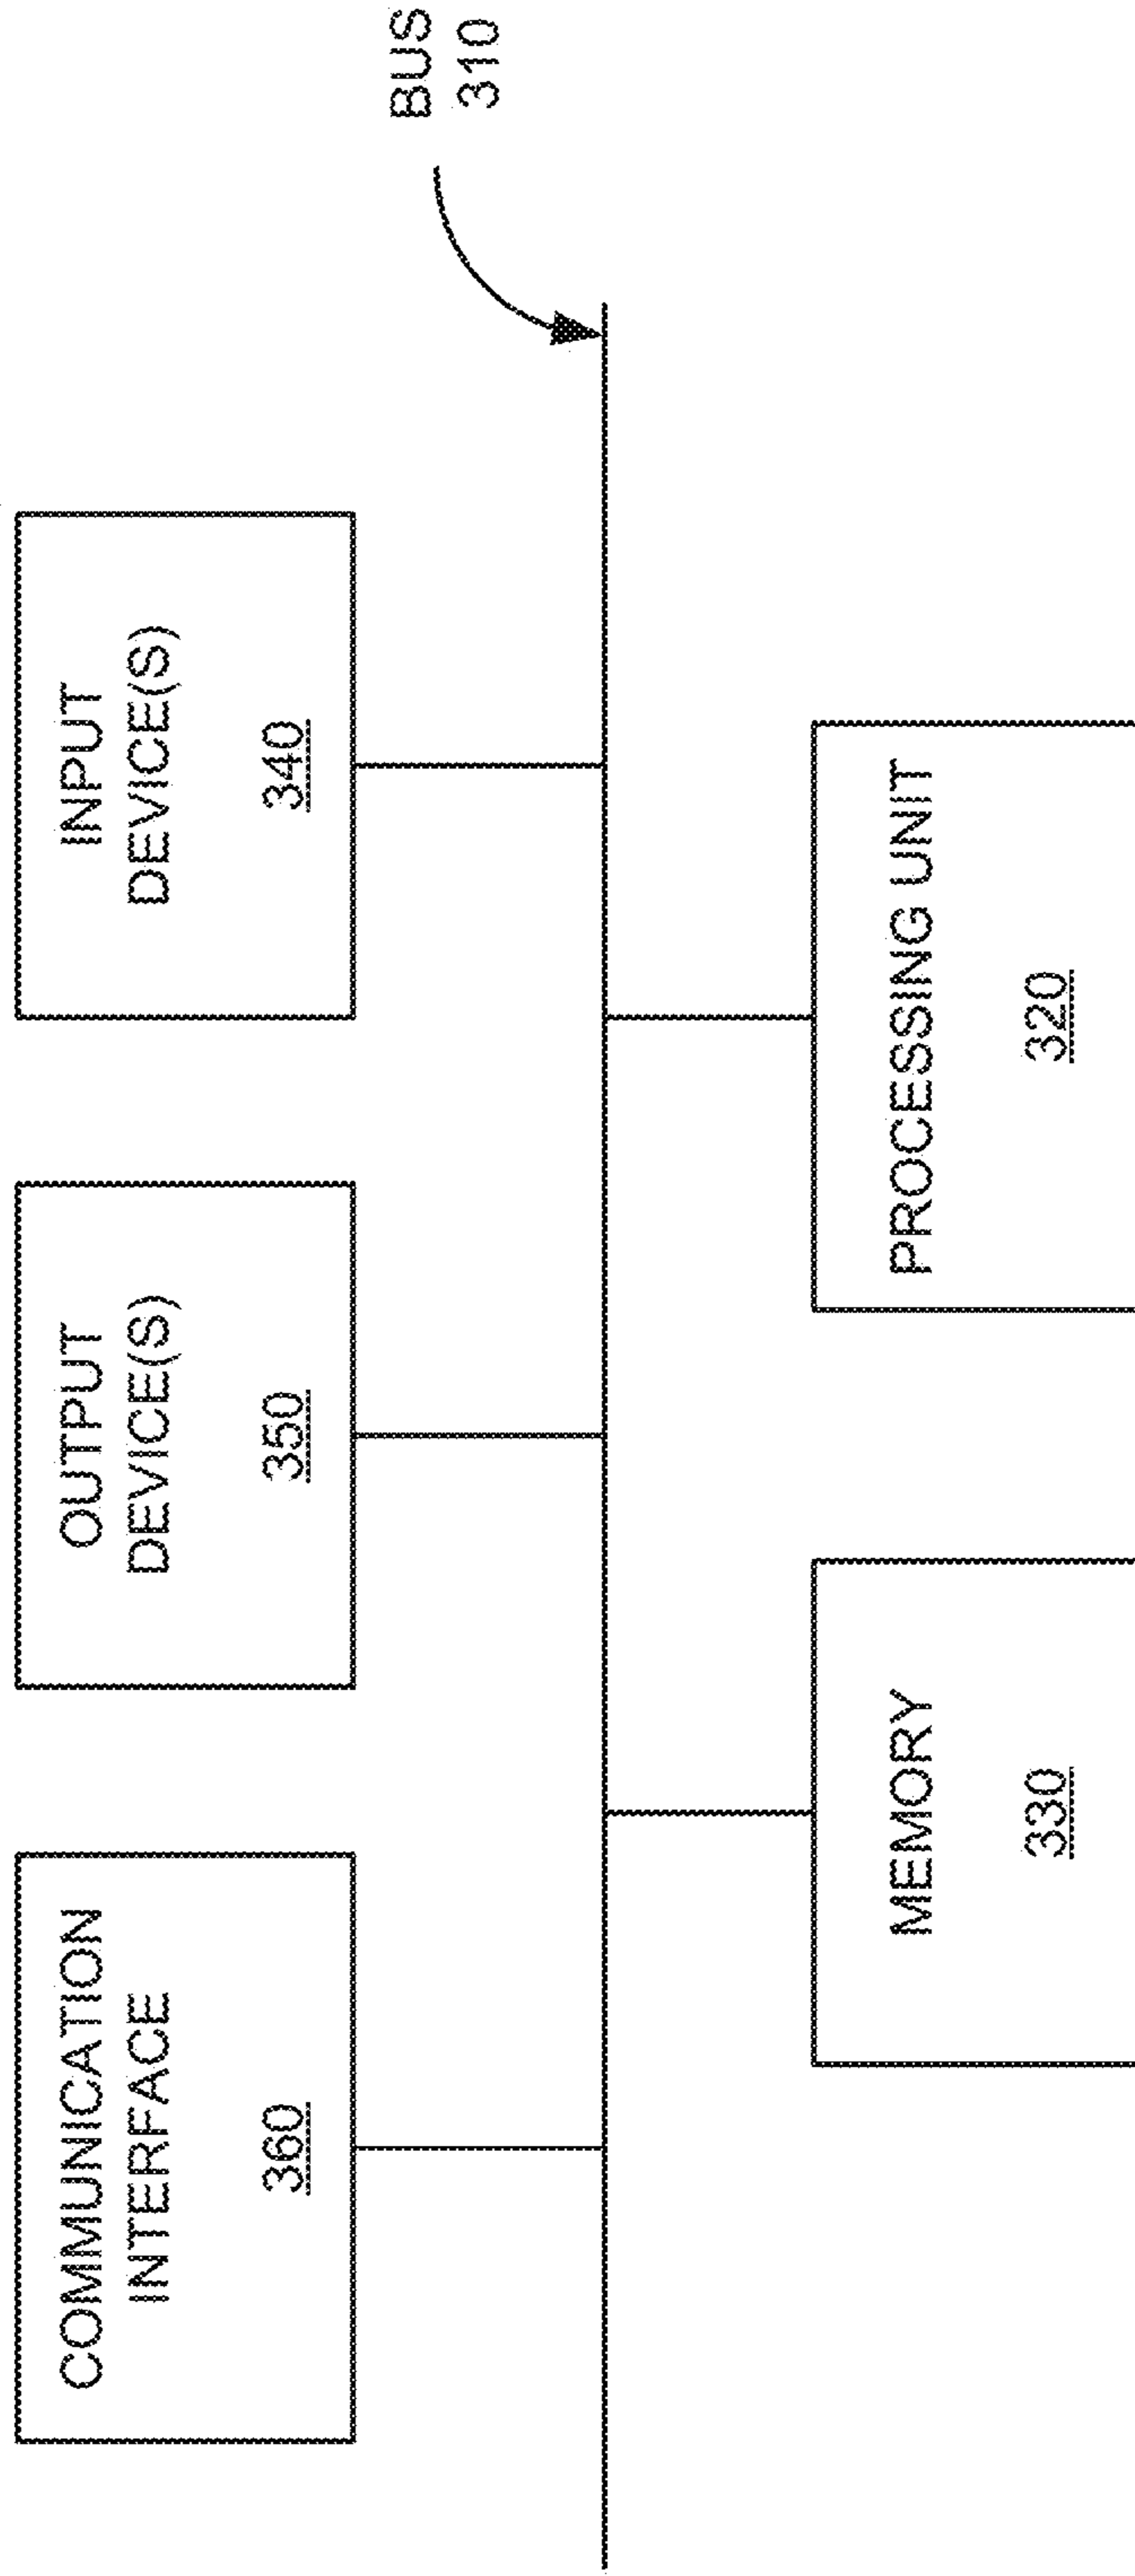 COMMUNICATION
INTERFACE
360
OUTPUT
DEVICE(S)
350
INPUT
DEVICE(S)
340
BUS
310
MEMORY
330
PROCESSING UNIT
320